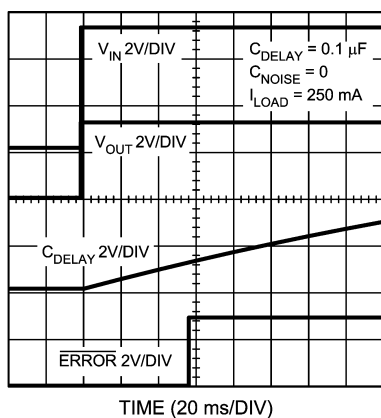 V_IN 2V/DIV
C_DELAY = 0.1 µF
C_NOISE = 0
I_LOAD = 250 mA
V_OUT 2V/DIV
C_DELAY 2V/DIV
E̅R̅R̅O̅R̅ 2V/DIV
TIME (20 ms/DIV)